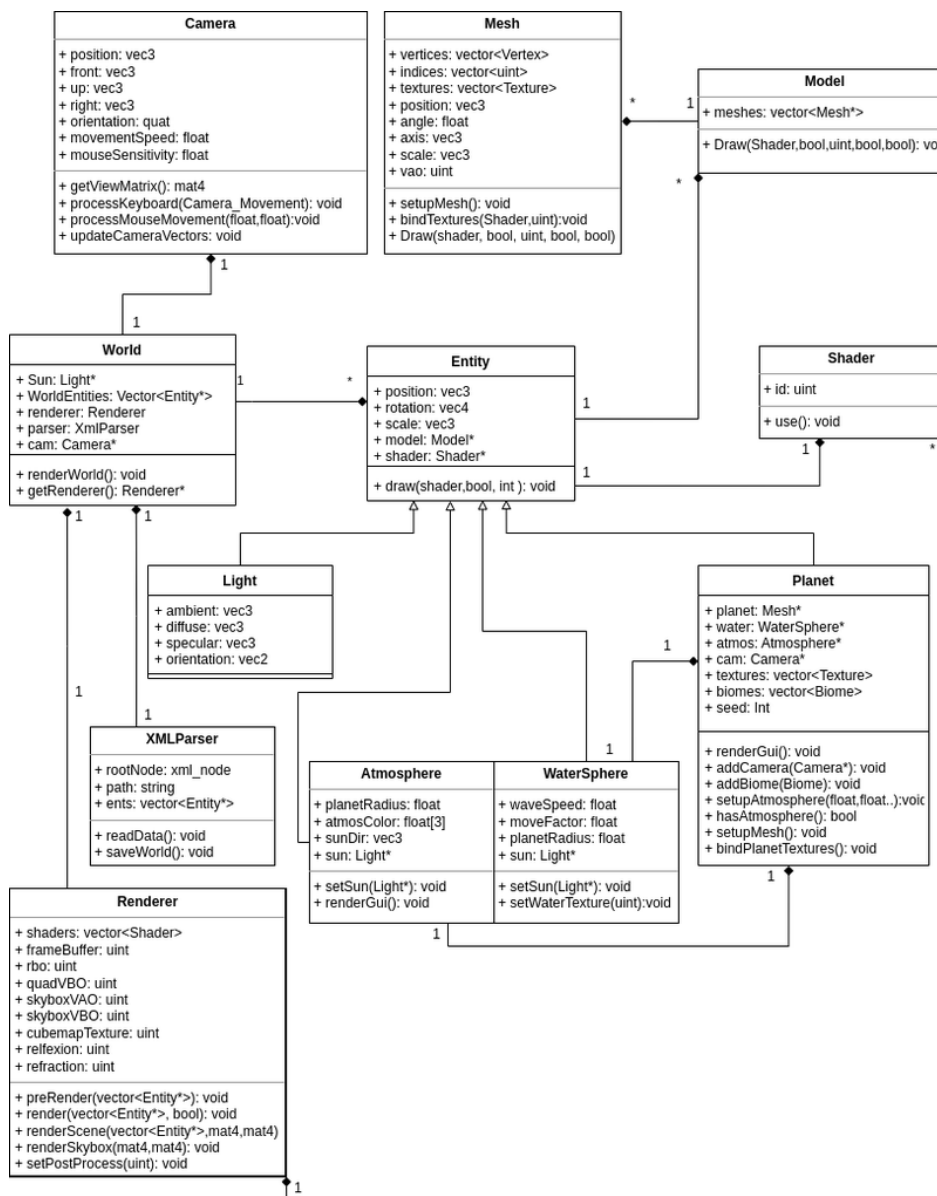 Camera
+ position: vec3
+ front: vec3
+ up: vec3
+ right: vec3
+ orientation: quat
+ movementSpeed: float
+ mouseSensitivity: float
+ getViewMatrix(): mat4
+ processKeyboard(Camera_Movement): void
+ processMouseMovement(float,float):void
+ updateCameraVectors: void
1
1
Mesh
+ vertices: vector<Vertex>
+ indices: vector<uint>
+ textures: vector<Texture>
+ position: vec3
+ angle: float
+ axis: vec3
+ scale: vec3
+ vao: uint
+ setupMesh(): void
+ bindTextures(Shader,uint):void
+ Draw(shader, bool, uint, bool, bool)
*
1
Model
+ meshes: vector<Mesh*>
+ Draw(Shader,bool,uint,bool,bool): vo
*
World
+ Sun: Light*
+ WorldEntities: Vector<Entity*>
+ renderer: Renderer
+ parser: XmlParser
+ cam: Camera*
+ renderWorld(): void
+ getRenderer(): Renderer*
1
*
1
1
Entity
+ position: vec3
+ rotation: vec4
+ scale: vec3
+ model: Model*
+ shader: Shader*
+ draw(shader,bool, int ): void
1
1
Shader
+ id: uint
+ use(): void
1
*
Light
+ ambient: vec3
+ diffuse: vec3
+ specular: vec3
+ orientation: vec2
Planet
+ planet: Mesh*
+ water: WaterSphere*
+ atmos: Atmosphere*
+ cam: Camera*
+ textures: vector<Texture>
+ biomes: vector<Biome>
+ seed: Int
+ renderGui(): void
+ addCamera(Camera*): void
+ addBiome(Biome): void
+ setupAtmosphere(float,float..):void
+ hasAtmosphere(): bool
+ setupMesh(): void
+ bindPlanetTextures(): void
1
1
1
1
1
1
XMLParser
+ rootNode: xml_node
+ path: string
+ ents: vector<Entity*>
+ readData(): void
+ saveWorld(): void
Atmosphere
+ planetRadius: float
+ atmosColor: float[3]
+ sunDir: vec3
+ sun: Light*
+ setSun(Light*): void
+ renderGui(): void
WaterSphere
+ waveSpeed: float
+ moveFactor: float
+ planetRadius: float
+ sun: Light*
+ setSun(Light*): void
+ setWaterTexture(uint):void
Renderer
+ shaders: vector<Shader>
+ frameBuffer: uint
+ rbo: uint
+ quadVBO: uint
+ skyboxVAO: uint
+ skyboxVBO: uint
+ cubemapTexture: uint
+ relfexion: uint
+ refraction: uint
+ preRender(vector<Entity*>): void
+ render(vector<Entity*>, bool): void
+ renderScene(vector<Entity*>,mat4,mat4)
+ renderSkybox(mat4,mat4): void
+ setPostProcess(uint): void
1